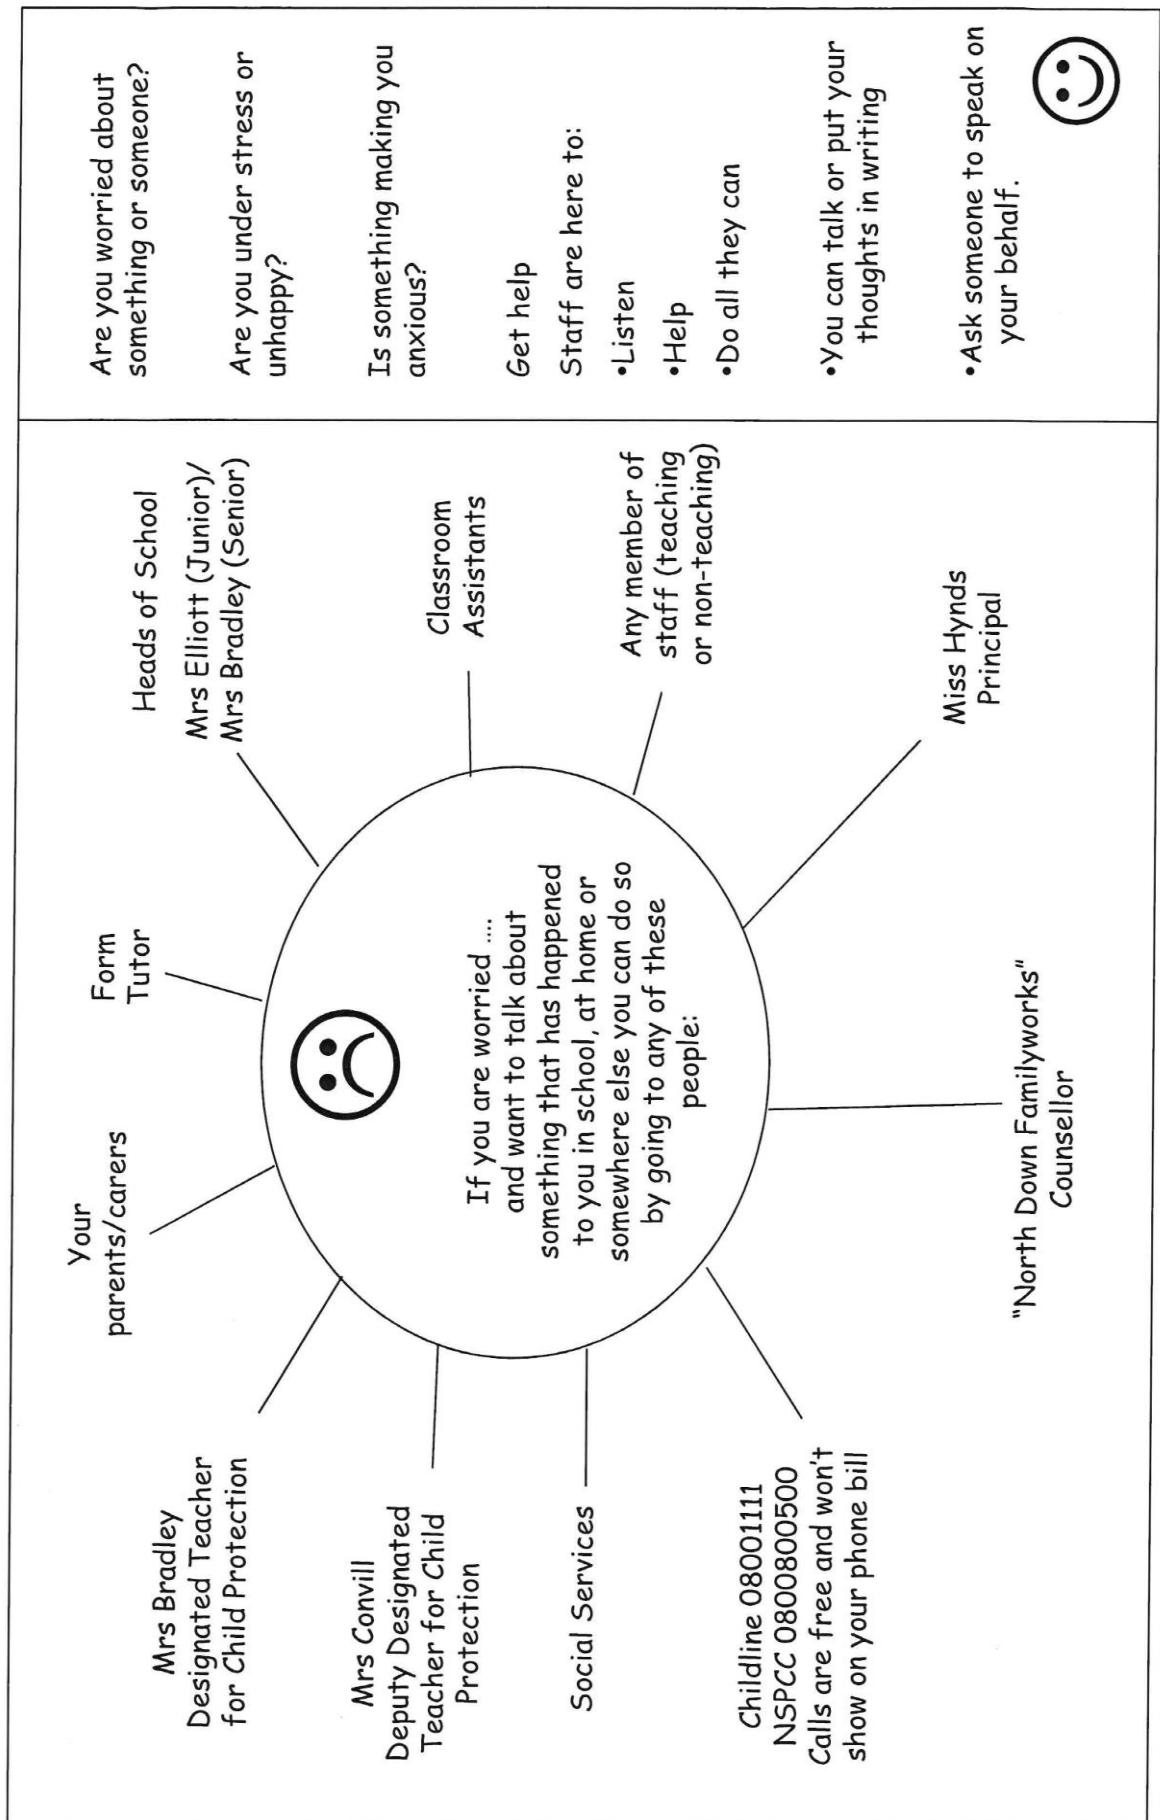 Your
parents/carers
Form
Tutor
Heads of School
Mrs Elliott (Junior)/
Mrs Bradley (Senior)
Classroom
Assistants
Any member of
staff (teaching
or non-teaching)
Miss Hynds
Principal
"North Down Familyworks"
Counsellor
Childline 08001111
NSPCC 0800800500
Calls are free and won't
show on your phone bill
Social Services
Mrs Convill
Deputy Designated
Teacher for Child
Protection
Mrs Bradley
Designated Teacher
for Child Protection
If you are worried ....
and want to talk about
something that has happened
to you in school, at home or
somewhere else you can do so
by going to any of these
people:
Are you worried about
something or someone?
Are you under stress or
unhappy?
Is something making you
anxious?
Get help
Staff are here to:
•Listen
•Help
•Do all they can
•You can talk or put your
thoughts in writing
•Ask someone to speak on
your behalf.